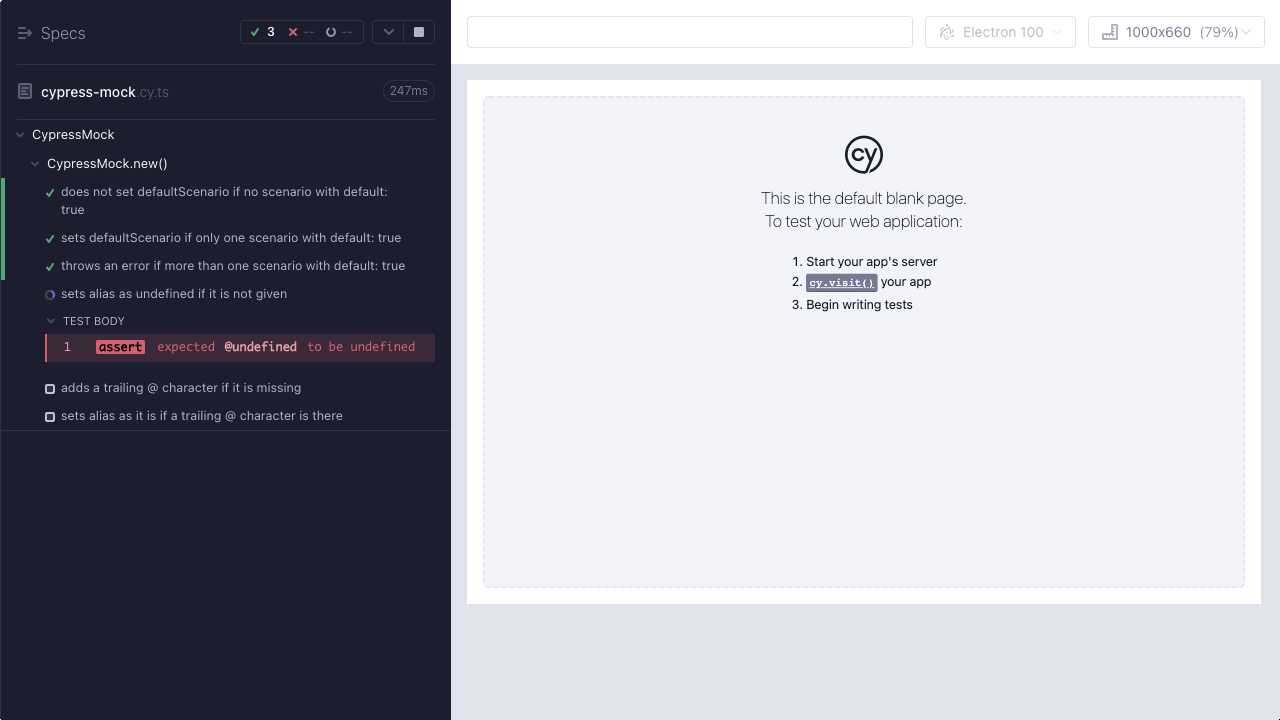 Specs
3 -- --
cypress-mock.cy.ts
247ms
CypressMock
CypressMock.new()
does not set defaultScenario if no scenario with default:
true
sets defaultScenario if only one scenario with default: true
throws an error if more than one scenario with default: true
sets alias as undefined if it is not given
TEST BODY
1 assert expected @undefined to be undefined
adds a trailing @ character if it is missing
sets alias as it is if a trailing @ character is there
Electron 100
1000x660 (79%)
cy
This is the default blank page.
To test your web application:
1. Start your app's server
2. cy.visit() your app
3. Begin writing tests